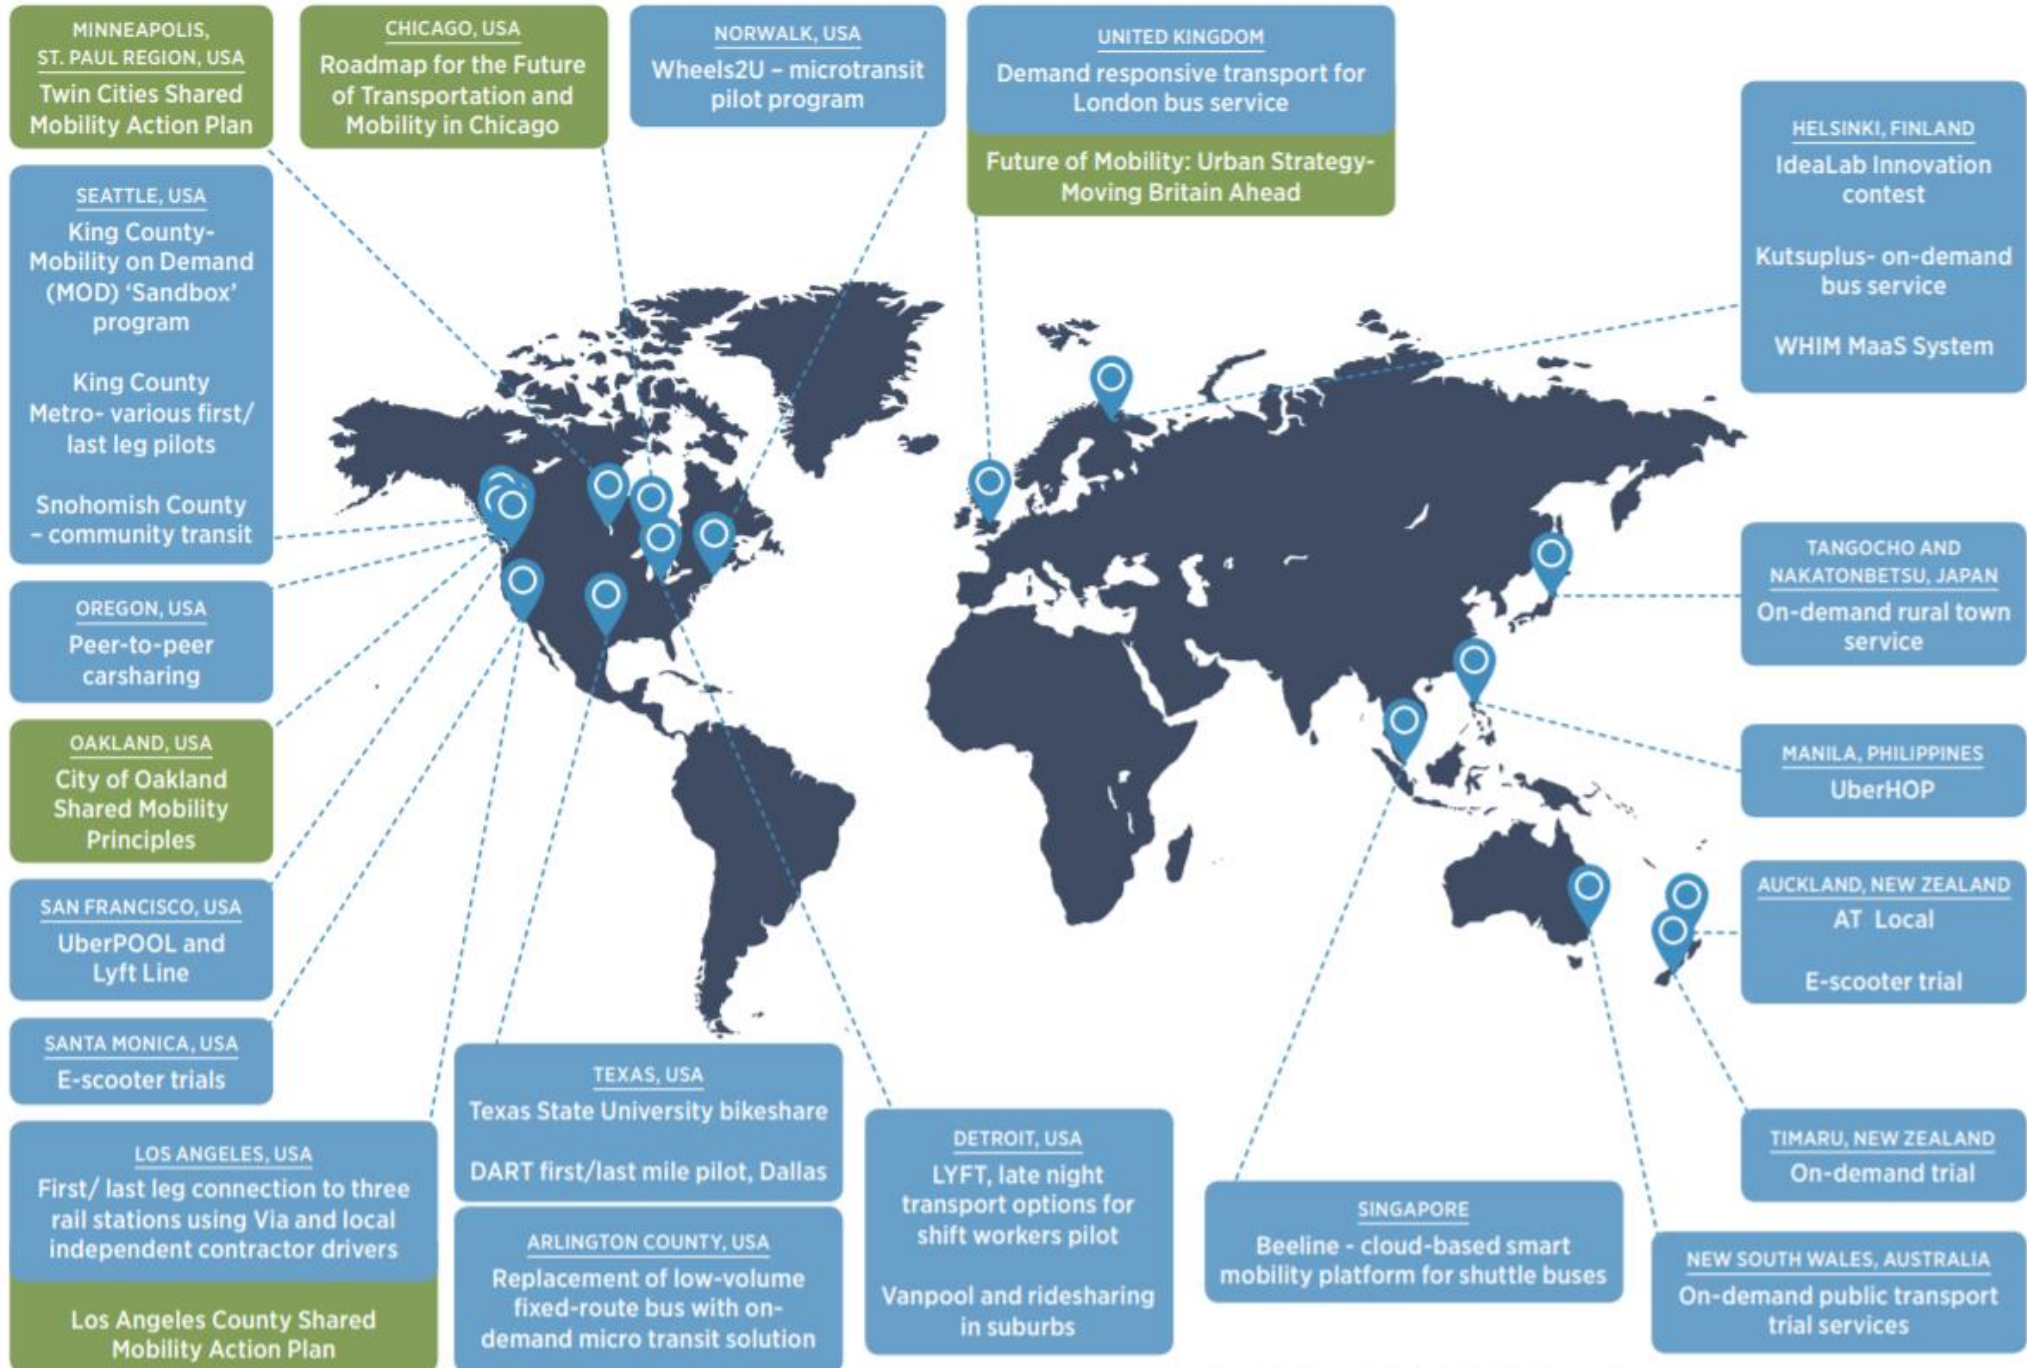 MINNEAPOLIS,
ST. PAUL REGION, USA
Twin Cities Shared
Mobility Action Plan
CHICAGO, USA
Roadmap for the Future
of Transportation and
Mobility in Chicago
NORWALK, USA
Wheels2U – microtransit
pilot program
UNITED KINGDOM
Demand responsive transport for
London bus service
Future of Mobility: Urban Strategy-
Moving Britain Ahead
HELSINKI, FINLAND
IdeaLab Innovation
contest
Kutsuplus- on-demand
bus service
WHIM MaaS System
SEATTLE, USA
King County-
Mobility on Demand
(MOD) ‘Sandbox’
program
King County
Metro- various first/
last leg pilots
Snohomish County
– community transit
OREGON, USA
Peer-to-peer
carsharing
OAKLAND, USA
City of Oakland
Shared Mobility
Principles
SAN FRANCISCO, USA
UberPOOL and
Lyft Line
SANTA MONICA, USA
E-scooter trials
LOS ANGELES, USA
First/ last leg connection to three
rail stations using Via and local
independent contractor drivers
Los Angeles County Shared
Mobility Action Plan
TEXAS, USA
Texas State University bikeshare
DART first/last mile pilot, Dallas
ARLINGTON COUNTY, USA
Replacement of low-volume
fixed-route bus with on-
demand micro transit solution
DETROIT, USA
LYFT, late night
transport options for
shift workers pilot
Vanpool and ridesharing
in suburbs
SINGAPORE
Beeline - cloud-based smart
mobility platform for shuttle buses
TANGOCHO AND
NAKATONBETSU, JAPAN
On-demand rural town
service
MANILA, PHILIPPINES
UberHOP
AUCKLAND, NEW ZEALAND
AT Local
E-scooter trial
TIMARU, NEW ZEALAND
On-demand trial
NEW SOUTH WALES, AUSTRALIA
On-demand public transport
trial services